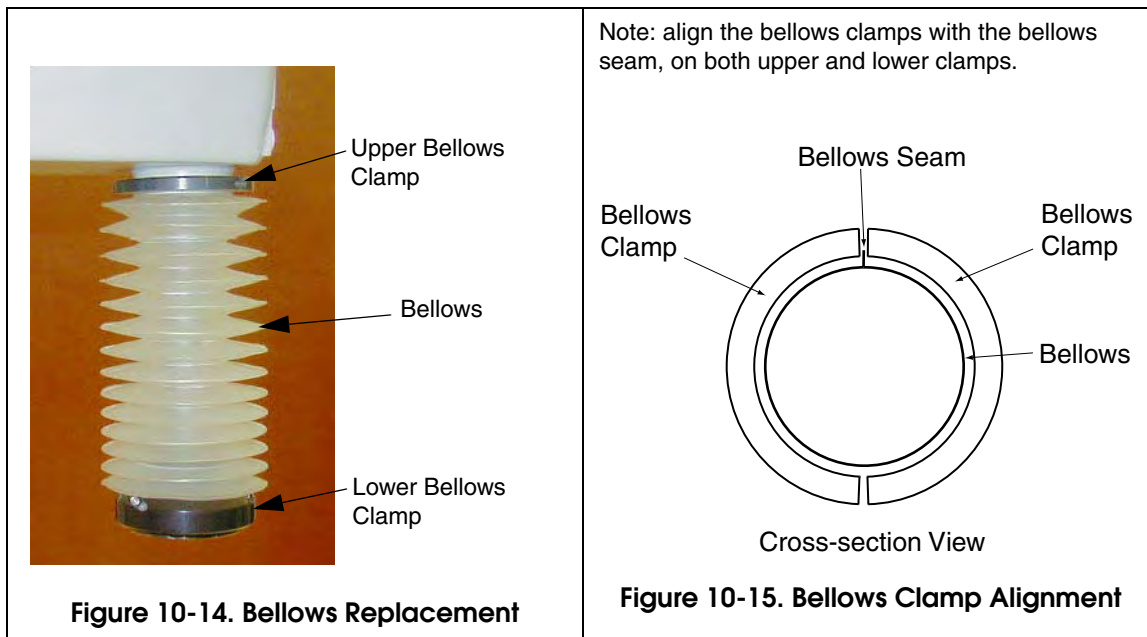 Upper Bellows
Clamp
Bellows
Lower Bellows
Clamp
Figure 10-14. Bellows Replacement
Note: align the bellows clamps with the bellows
seam, on both upper and lower clamps.
Bellows Seam
Bellows
Clamp
Bellows
Clamp
Bellows
Cross-section View
Figure 10-15. Bellows Clamp Alignment